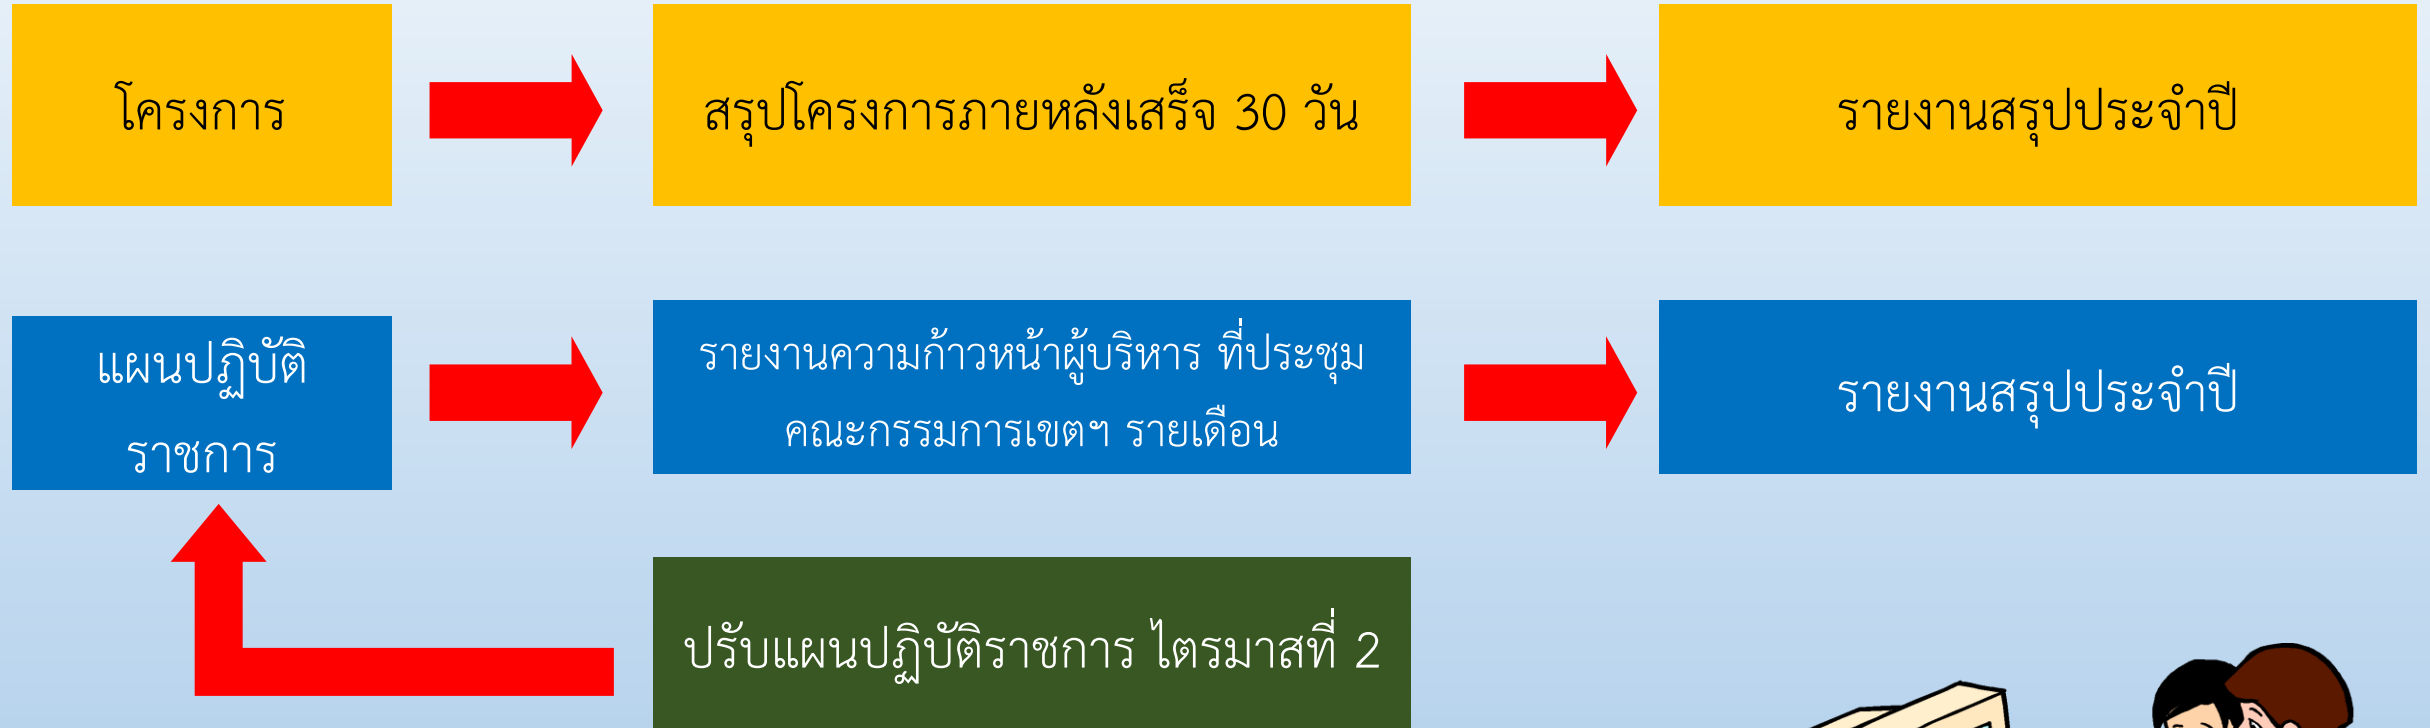 โครงการ
สรุปโครงการภายหลังเสร็จ 30 วัน
รายงานสรุปประจำปี
แผนปฏิบัติ
ราชการ
รายงานความก้าวหน้าผู้บริหาร ที่ประชุม
คณะกรรมการเขตฯ รายเดือน
รายงานสรุปประจำปี
ปรับแผนปฏิบัติราชการ ไตรมาสที่ 2